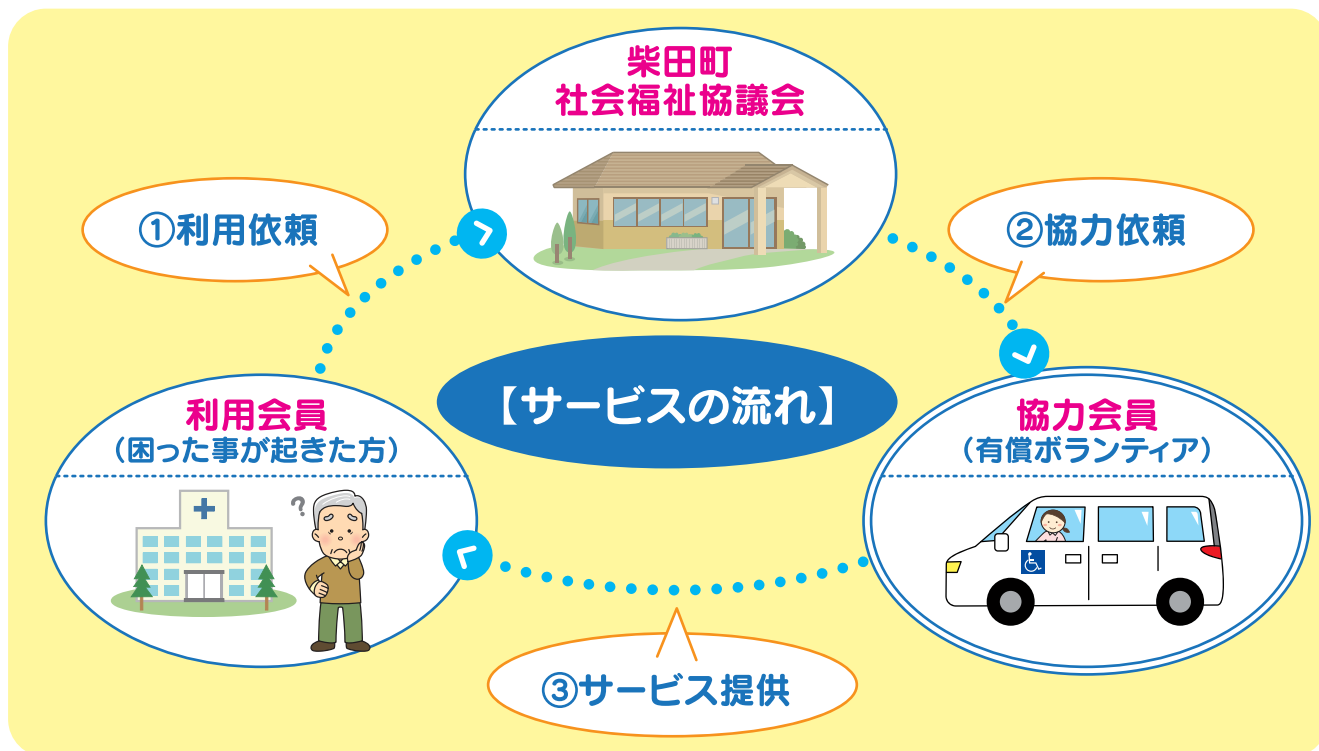 柴田町
社会福祉協議会
①利用依頼
②協力依頼
【サービスの流れ】
利用会員
（困った事が起きた方）
協力会員
（有償ボランティア）
?
③サービス提供